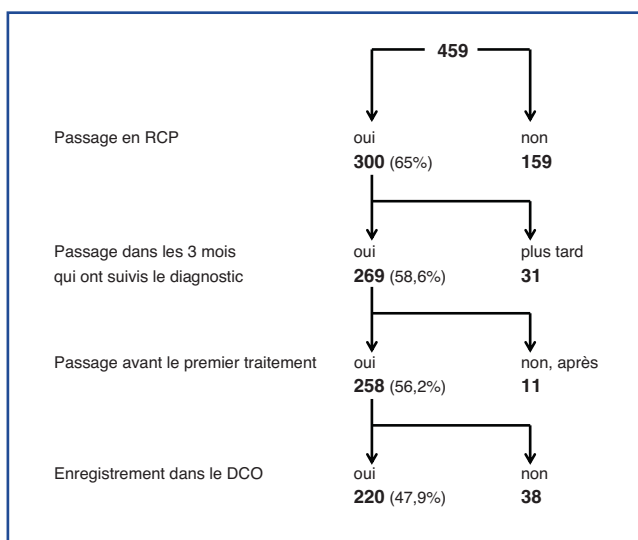 459
Passage en RCP oui non
300 (65%) 159
Passage dans les 3 mois oui plus tard
qui ont suivis le diagnostic 269 (58,6%) 31
Passage avant le premier traitement oui non, après
258 (56,2%) 11
Enregistrement dans le DCO oui non
220 (47,9%) 38